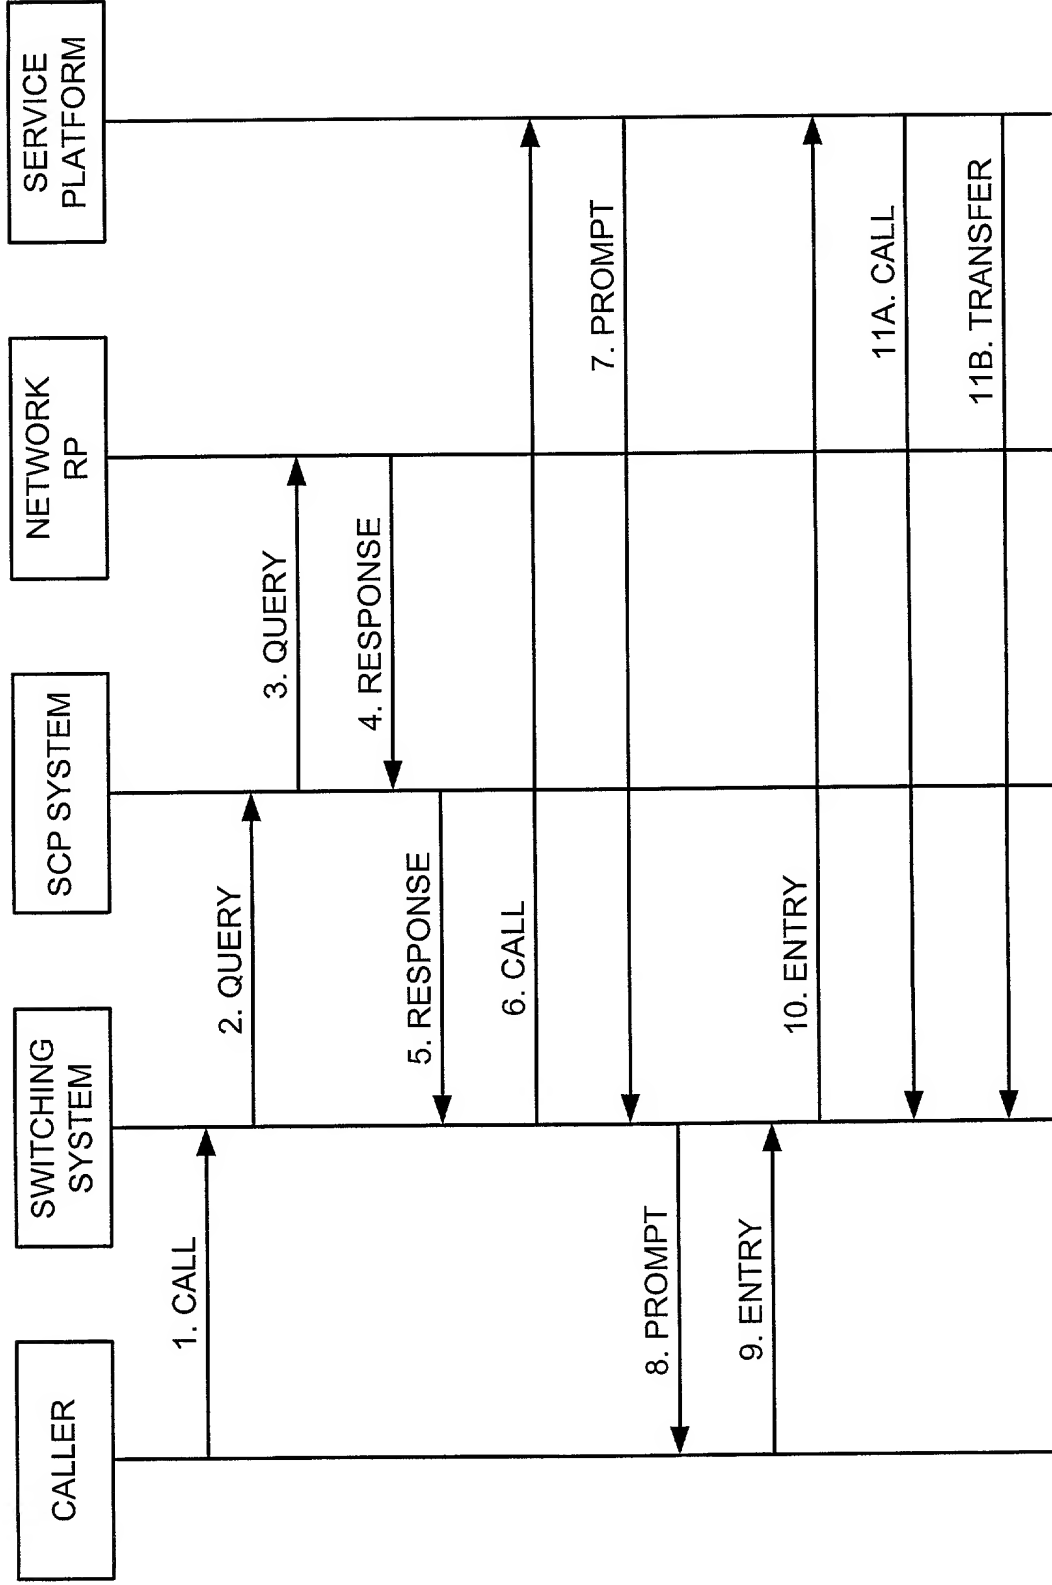 CALLER
SWITCHING
SYSTEM
SCP SYSTEM
NETWORK
RP
SERVICE
PLATFORM
1. CALL
2. QUERY
3. QUERY
4. RESPONSE
5. RESPONSE
6. CALL
7. PROMPT
8. PROMPT
9. ENTRY
10. ENTRY
11A. CALL
11B. TRANSFER